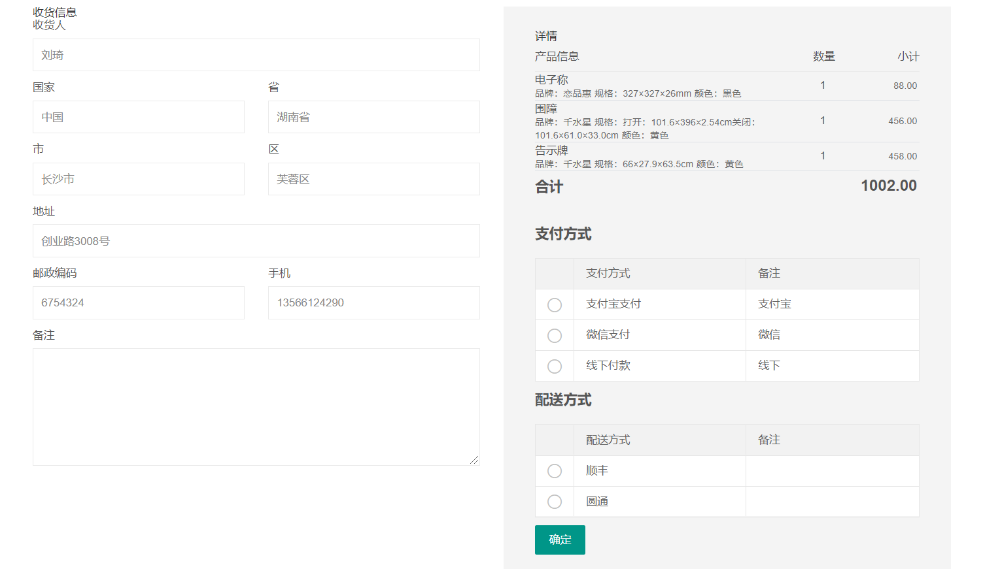 收货信息
收货人
刘琦
国家 省
中国 湖南省
市 区
长沙市 芙蓉区
地址
创业路3008号
邮政编码 手机
6754324 13566124290
备注
详情
产品信息 数量 小计
电子称
品牌：恋品惠 规格：327×327×26mm 颜色：黑色 1 88.00
围障
品牌：千水星 规格：打开：101.6×396×2.54cm关闭： 1 456.00
101.6×61.0×33.0cm 颜色：黄色
告示牌
品牌：千水星 规格：66×27.9×63.5cm 颜色：黄色 1 458.00
合计 1002.00
支付方式
支付方式 备注
支付宝支付 支付宝
微信支付 微信
线下付款 线下
配送方式
配送方式 备注
顺丰
圆通
确定